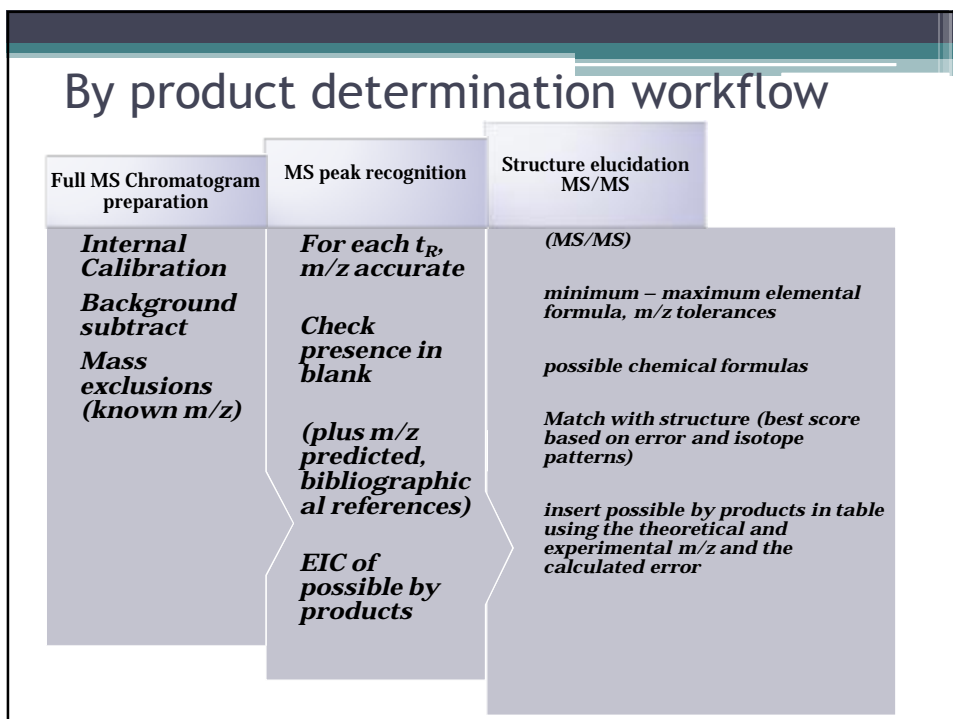 By product determination workflow
Full MS Chromatogram
preparation
Internal
Calibration
Background
subtract
Mass
exclusions
(known m/z)
MS peak recognition
For each tR,
m/z accurate
Check
presence in
blank
(plus m/z
predicted,
bibliographic
al references)
EIC of
possible by
products
Structure elucidation
MS/MS
(MS/MS)
minimum – maximum elemental
formula, m/z tolerances
possible chemical formulas
Match with structure (best score
based on error and isotope
patterns)
insert possible by products in table
using the theoretical and
experimental m/z and the
calculated error